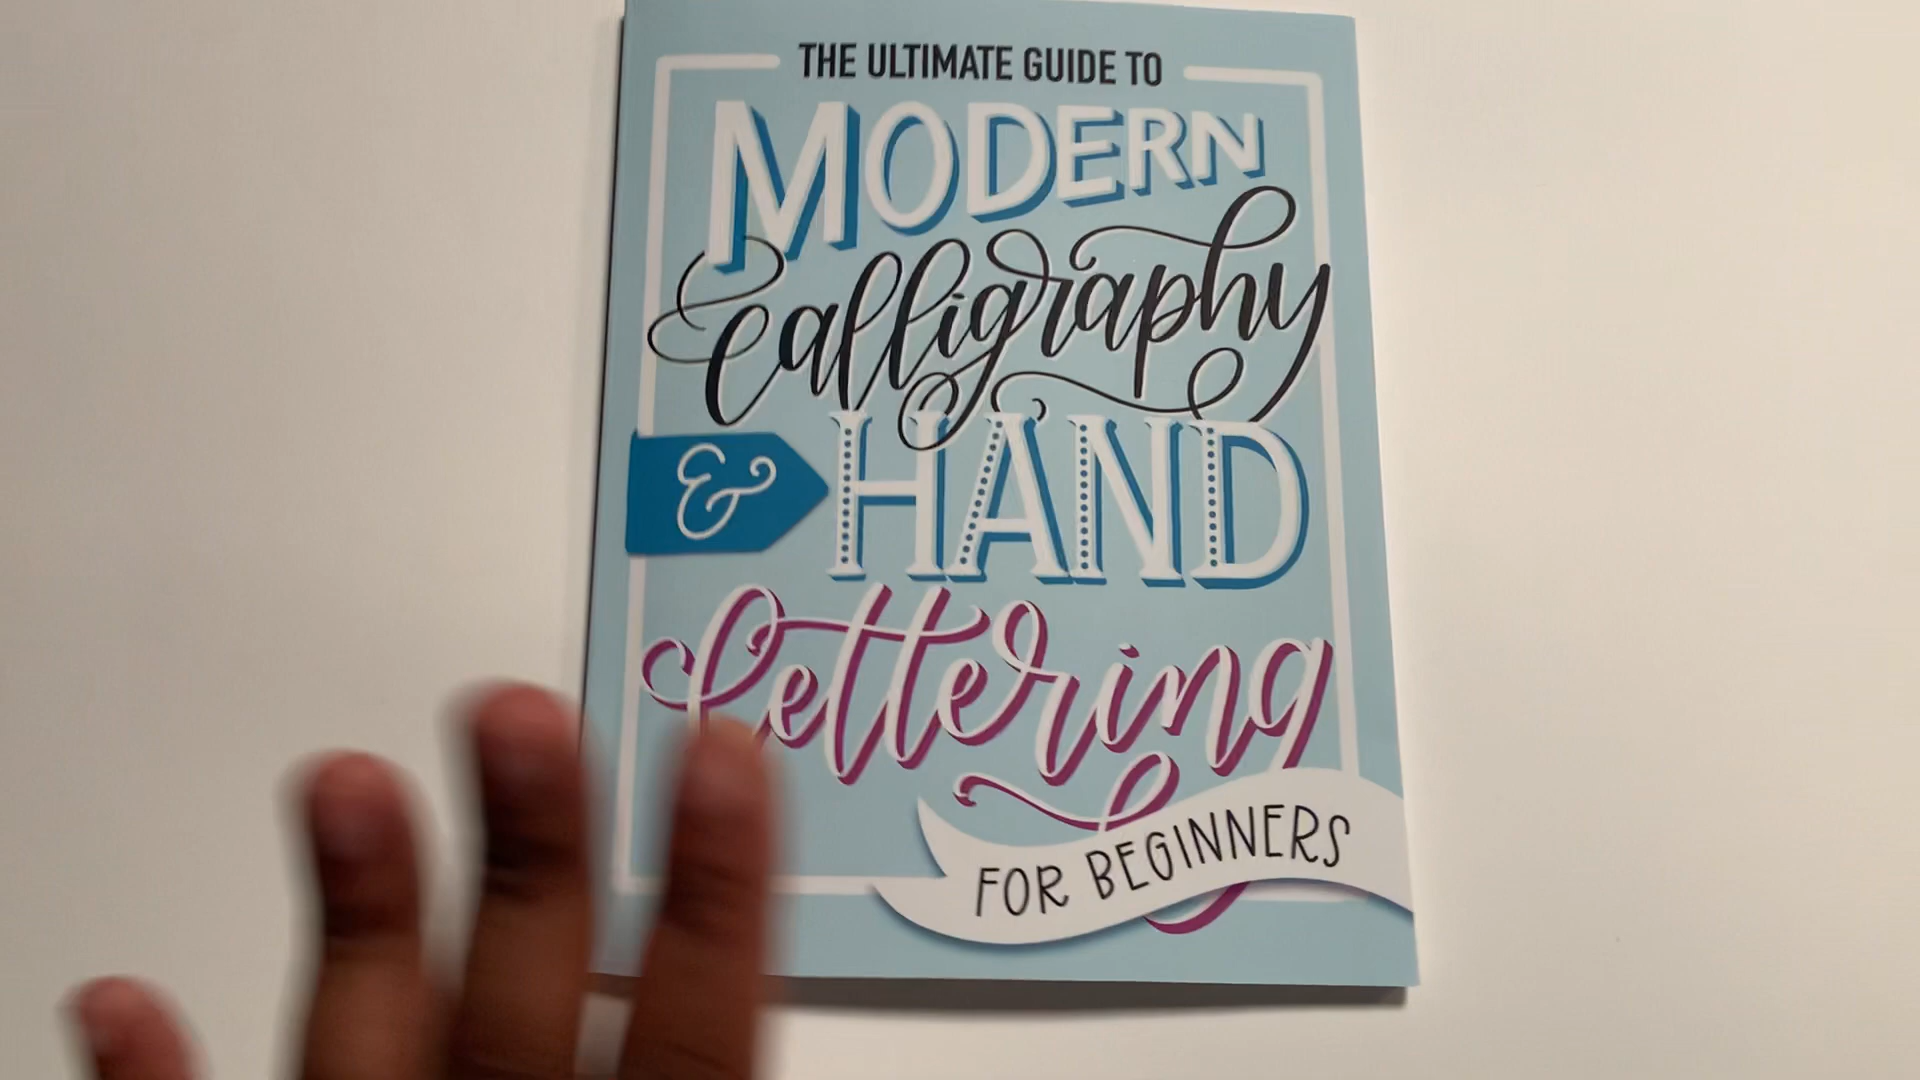 THE ULTIMATE GUIDE TO
MODERN
Calligraphy
& HAND
lettering
FOR BEGINNERS